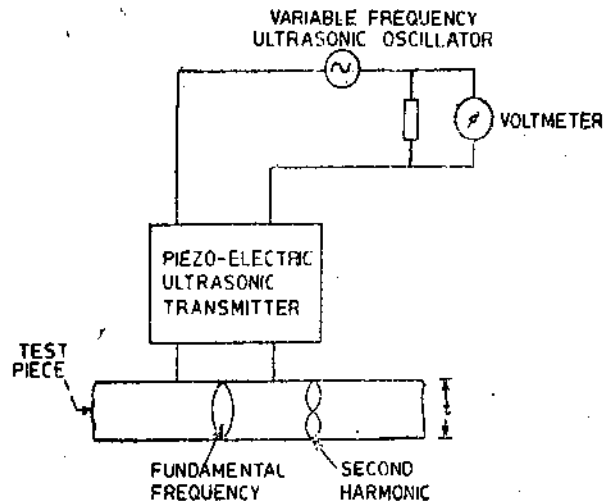 VARIABLE FREQUENCY
ULTRASONIC OSCILLATOR
VOLTMETER
PIEZO-ELECTRIC
ULTRASONIC
TRANSMITTER
TEST
PIECE
t
FUNDAMENTAL
FREQUENCY
SECOND
HARMONIC